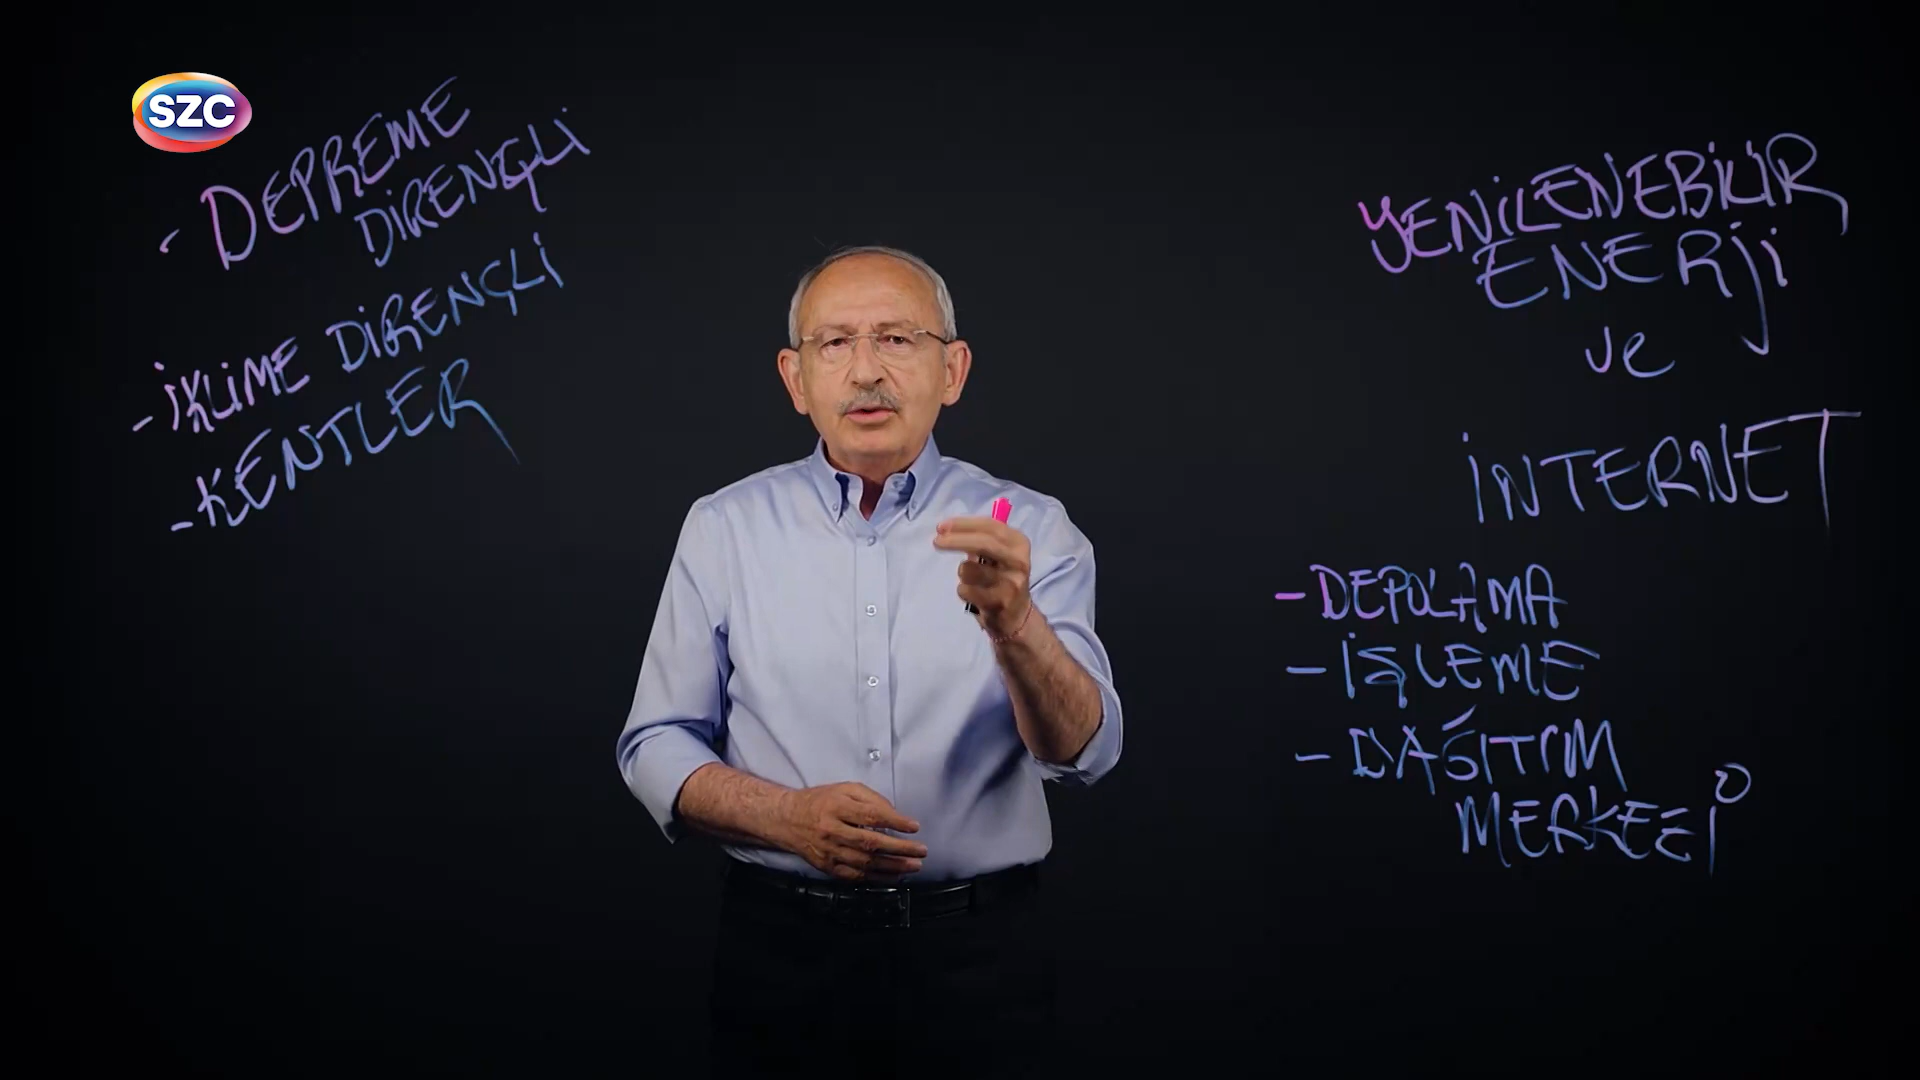 SZC
- DEPREME
DİRENÇLİ
- İKLİME DİRENÇLİ
- KENTLER
YENİLENEBİLİR
ENERJİ
ve
İNTERNET
- DEPOLAMA
- İŞLEME
- DAĞITIM
MERKEZİ